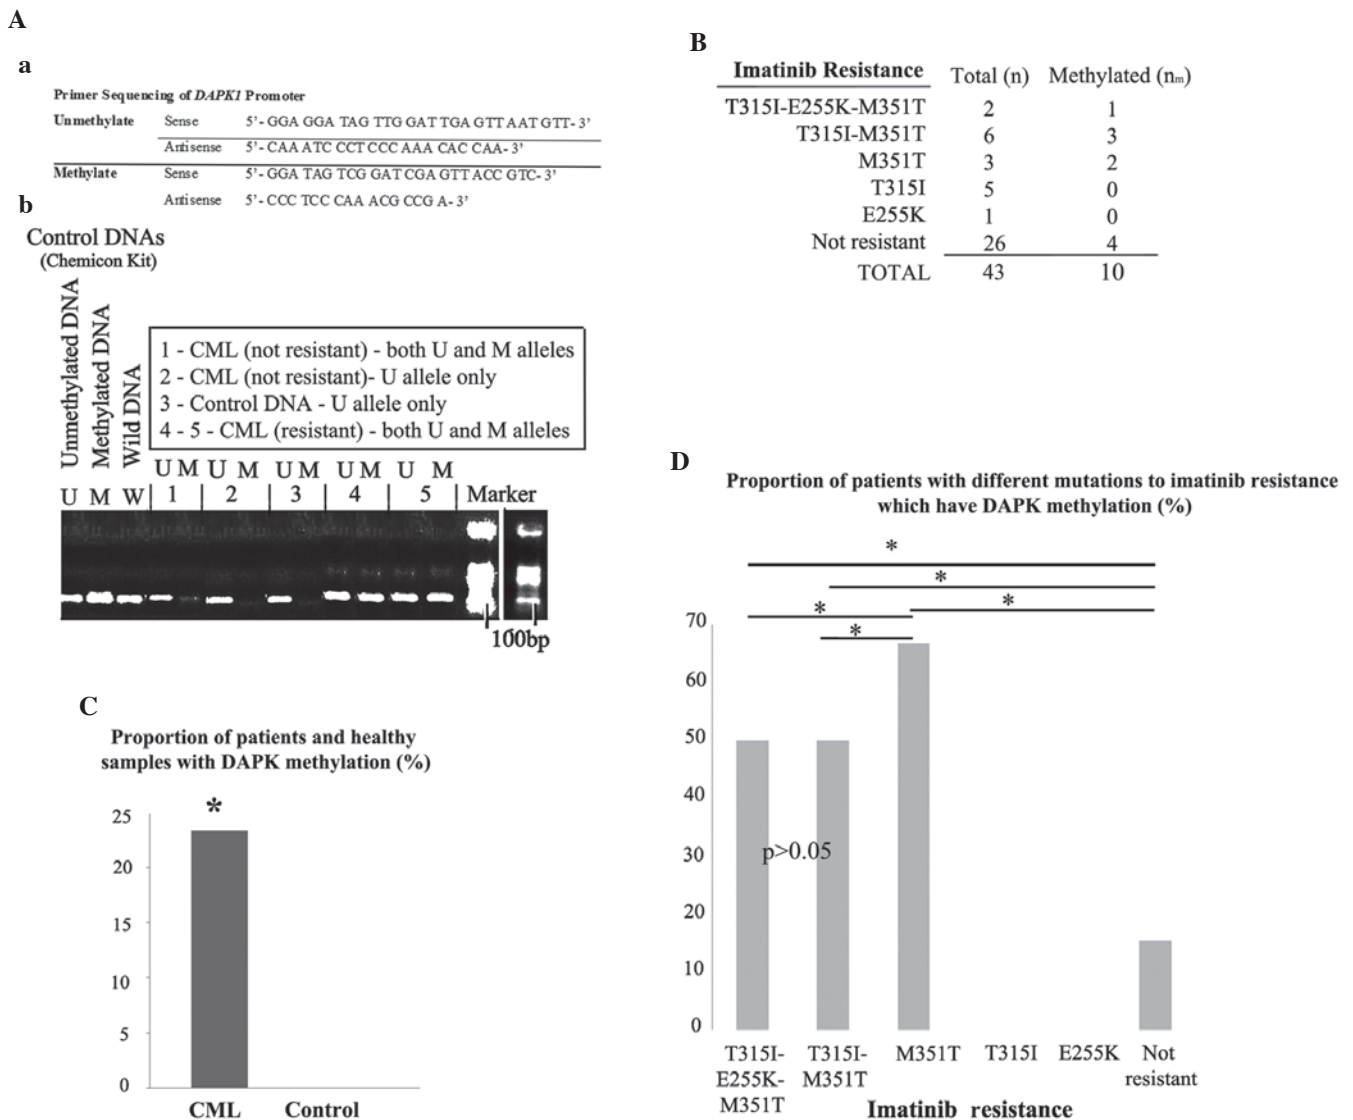 A
a
Primer Sequencing of DAPK1 Promoter
Unmethylate Sense 5’- GGA GGA TAG TTG GAT TGA GTT AAT GTT- 3’
Antisense 5’- CAA ATC CCT CCC AAA CAC CAA- 3’
Methylate Sense 5’- GGA TAG TCG GAT CGA GTT ACC GTC- 3’
Antisense 5’- CCC TCC CAA ACG CCG A- 3’
b
Control DNAs
(Chemicon Kit)
Unmethylated DNA
Methylated DNA
Wild DNA
1 - CML (not resistant) - both U and M alleles
2 - CML (not resistant)- U allele only
3 - Control DNA - U allele only
4 - 5 - CML (resistant) - both U and M alleles
U M U M U M U M U M
U M W 1 2 3 4 5 Marker
100bp
B
Imatinib Resistance Total (n) Methylated (nm)
T315I-E255K-M351T 2 1
T315I-M351T 6 3
M351T 3 2
T315I 5 0
E255K 1 0
Not resistant 26 4
TOTAL 43 10
C
Proportion of patients and healthy
samples with DAPK methylation (%)
*
25
20
15
10
5
0
CML Control
D
Proportion of patients with different mutations to imatinib resistance
which have DAPK methylation (%)
*
*
*
*
*
70
60
50
40
30
20
10
0
p>0.05
T315I-E255K-M351T
T315I-M351T
M351T
T315I
E255K
Not resistant
Imatinib resistance